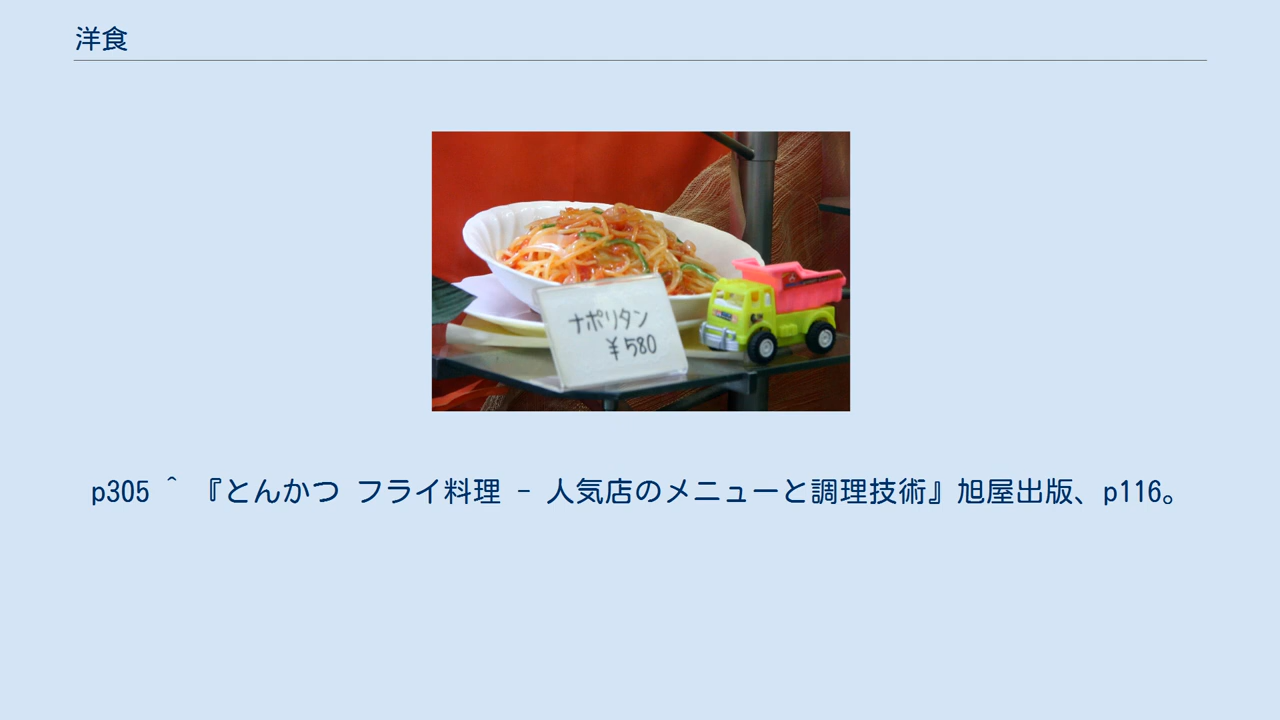 洋食
ナポリタン
¥580
p305 ^ 『とんかつ フライ料理 - 人気店のメニューと調理技術』旭屋出版、p116。